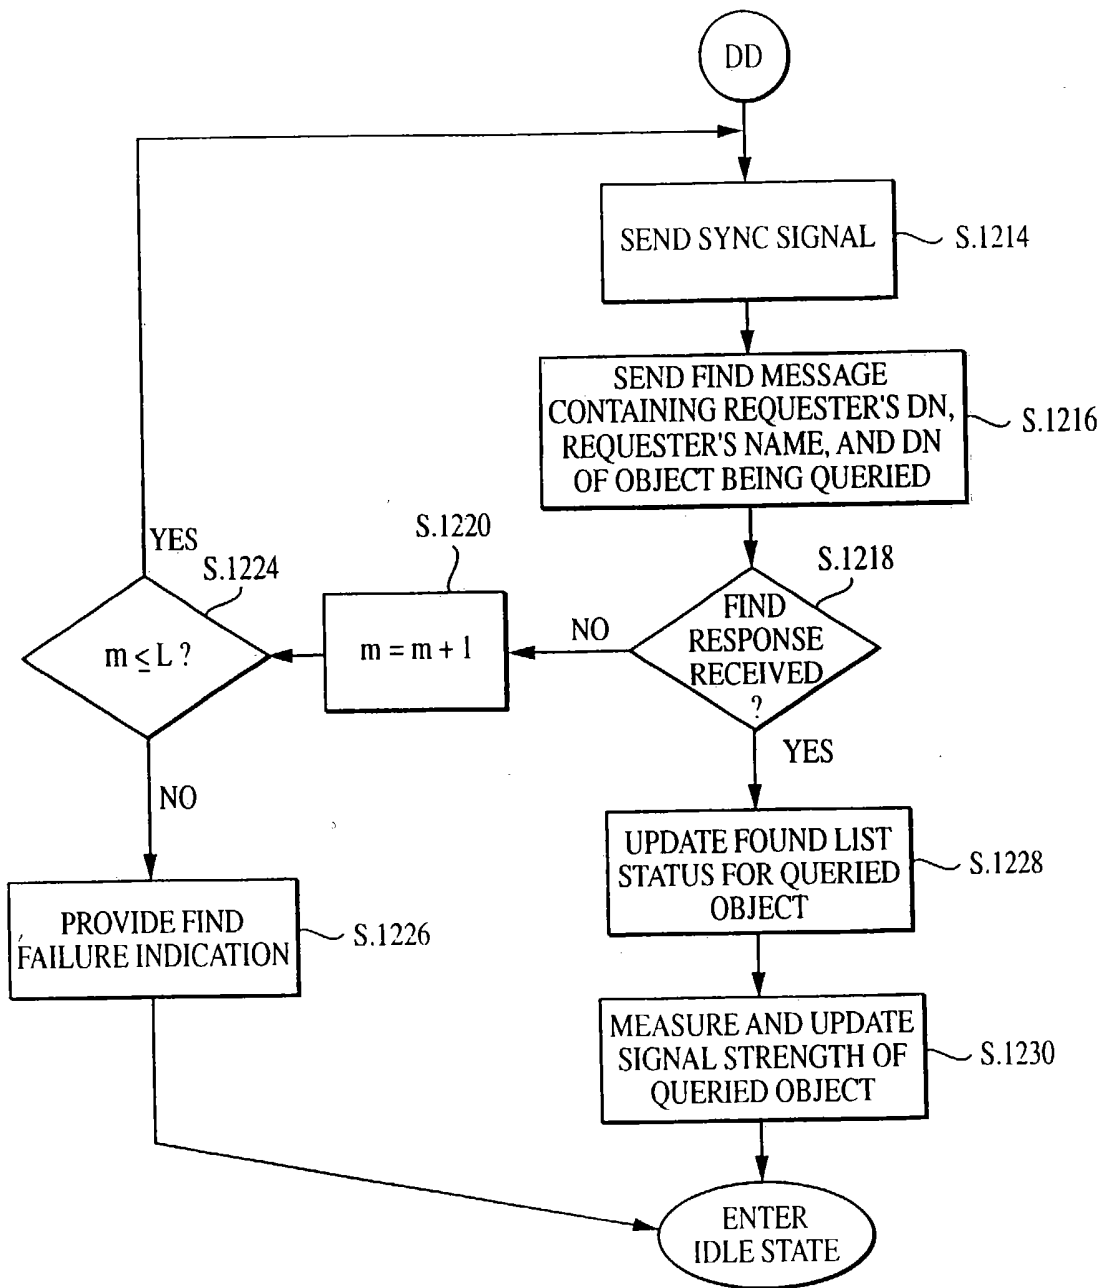 DD
SEND SYNC SIGNAL
S.1214
SEND FIND MESSAGE
CONTAINING REQUESTER'S DN,
REQUESTER'S NAME, AND DN
OF OBJECT BEING QUERIED
S.1216
FIND
RESPONSE
RECEIVED
?
S.1218
NO
YES
m = m + 1
S.1220
m ≤ L ?
S.1224
YES
NO
PROVIDE FIND
FAILURE INDICATION
S.1226
UPDATE FOUND LIST
STATUS FOR QUERIED
OBJECT
S.1228
MEASURE AND UPDATE
SIGNAL STRENGTH OF
QUERIED OBJECT
S.1230
ENTER
IDLE STATE